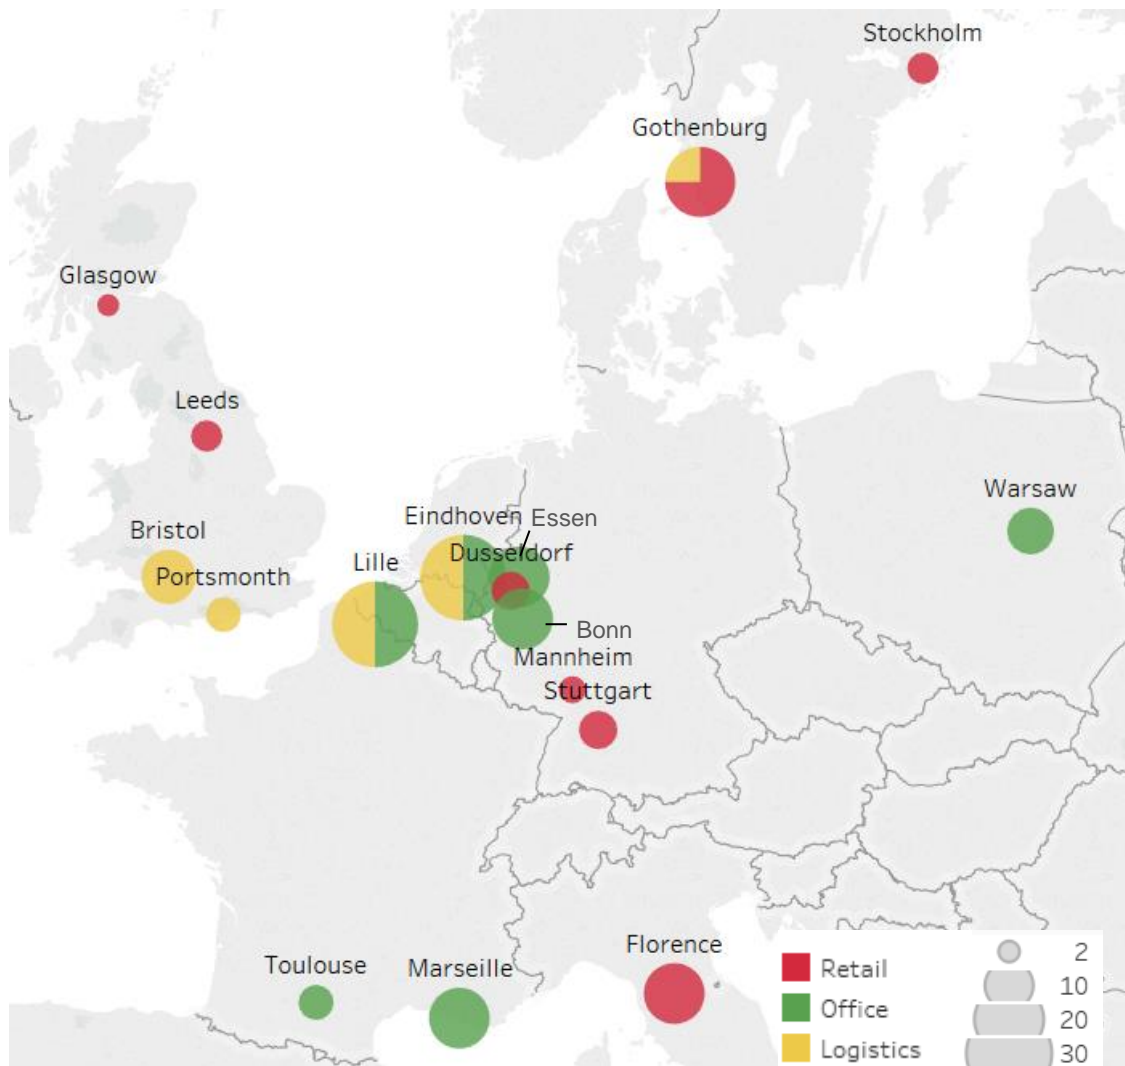 Stockholm
Gothenburg
Glasgow
Leeds
Warsaw
Eindhoven
Essen
Bristol
Dusseldorf
Lille
Portsmonth
Bonn
Mannheim
Stuttgart
Florence
Toulouse
Marseille
Retail
2
Office
10
Logistics
20
30